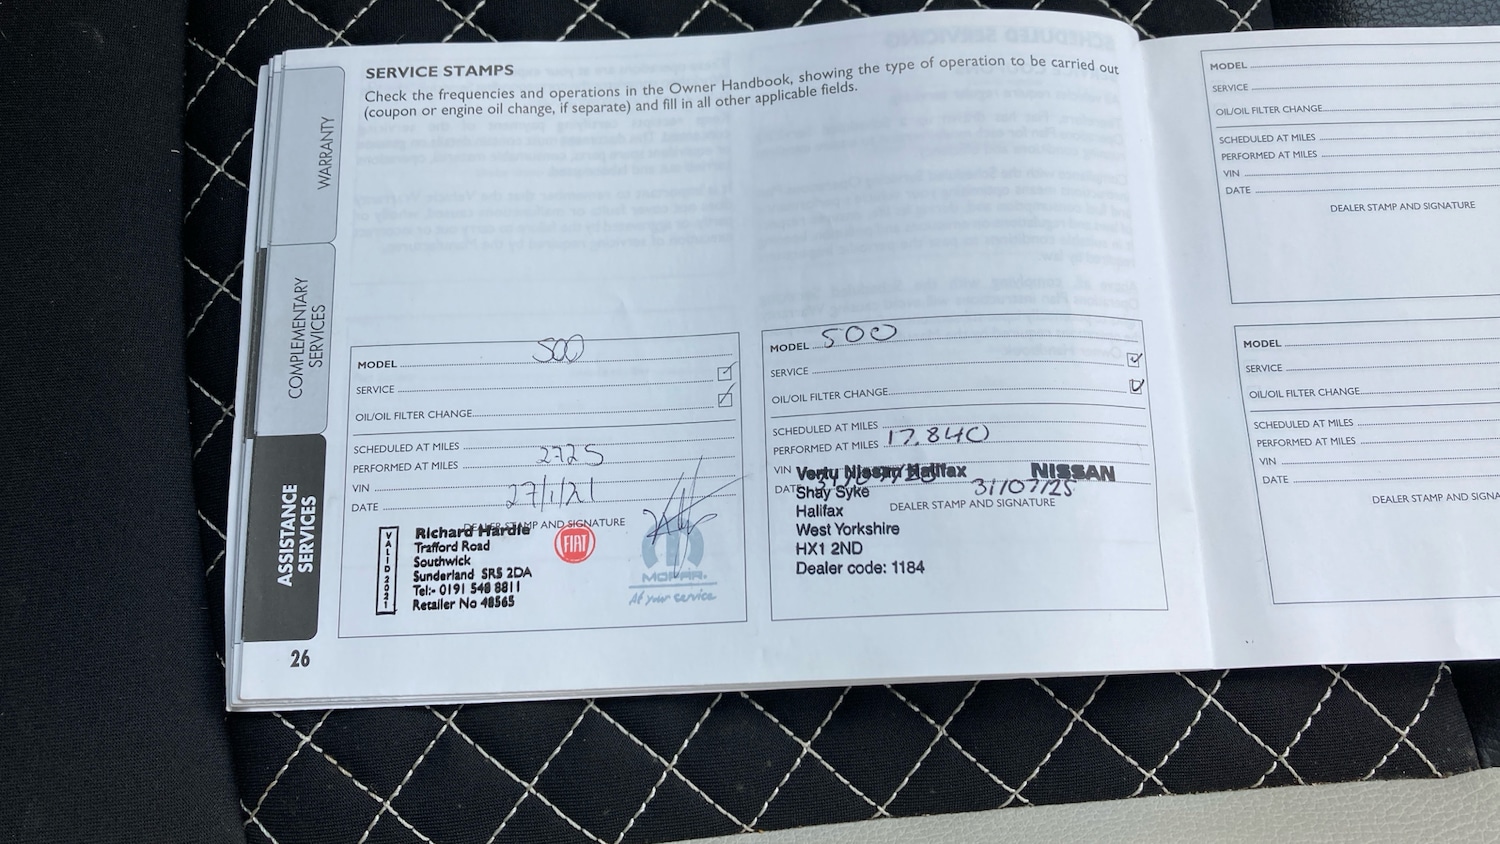 SERVICE STAMPS
Check the frequencies and operations in the Owner Handbook, showing the type of operation to be carried out
(coupon or engine oil change, if separate) and fill in all other applicable fields.
WARRANTY
COMPLEMENTARY
SERVICES
ASSISTANCE
SERVICES
MODEL 500
SERVICE
OIL/OIL FILTER CHANGE
SCHEDULED AT MILES
PERFORMED AT MILES 2725
VIN
DATE 27/1/21
DEALER STAMP AND SIGNATURE
VALID 2021
Richard Hardie
Trafford Road
Southwick
Sunderland SR5 2DA
Tel:- 0191 548 8811
Retailer No 48565
FIAT
MOPAR.
At your service
MODEL 500
SERVICE
OIL/OIL FILTER CHANGE
SCHEDULED AT MILES
PERFORMED AT MILES 17,840
VIN
DATE 31/07/25
Vertu Nissan Halifax NISSAN
Shay Syke
Halifax
West Yorkshire
HX1 2ND
Dealer code: 1184
DEALER STAMP AND SIGNATURE
26
MODEL
SERVICE
OIL/OIL FILTER CHANGE
SCHEDULED AT MILES
PERFORMED AT MILES
VIN
DATE
DEALER STAMP AND SIGNATURE
MODEL
SERVICE
OIL/OIL FILTER CHANGE
SCHEDULED AT MILES
PERFORMED AT MILES
VIN
DATE
DEALER STAMP AND SIGNA